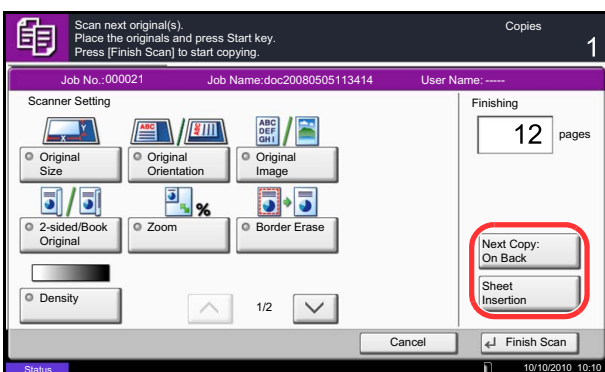 Scan next original(s).
Place the originals and press Start key.
Press [Finish Scan] to start copying.
Copies
1
Job No.:000021 Job Name:doc20080505113414 User Name:-----
Scanner Setting
Finishing
12 pages
ABC
ABC
ABC
DEF
GHI
Original
Size
Original
Orientation
Original
Image
%
2-sided/Book
Original
Zoom
Border Erase
Next Copy:
On Back
Sheet
Insertion
Density
1/2
Cancel
Finish Scan
Status
10/10/2010 10:10